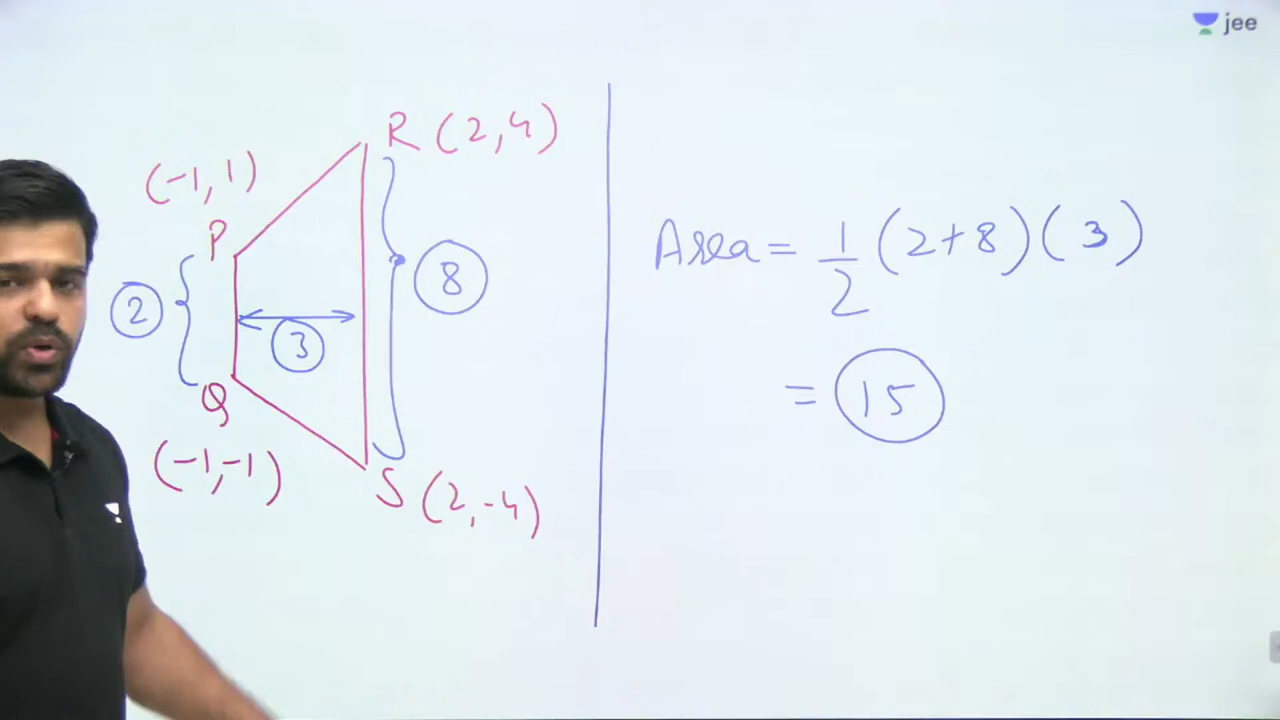 jee
R (2,4)
(-1,1)
P
2
8
3
Q
(-1,-1)
S (2,-4)
Area = 1/2 (2+8)(3)
= 15